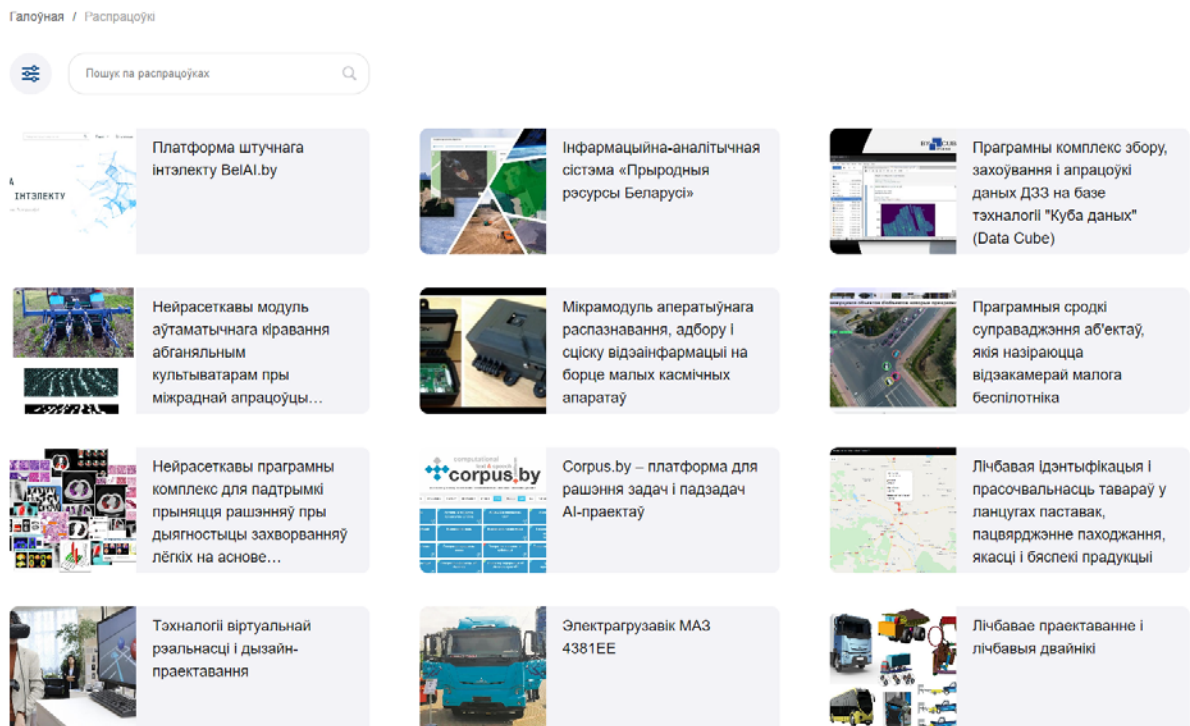 Галоўная / Распрацоўкі
Пошук па распрацоўках
ІНТЭЛЕКТУ
Платформа штучнага
інтэлекту BelAI.by
Інфармацыйна-аналітычная
сістэма «Прыродныя
рэсурсы Беларусі»
Праграмны комплекс збору,
захоўвання і апрацоўкі
даных ДЗЗ на базе
тэхналогіі "Куба даных"
(Data Cube)
Нейрасеткавы модуль
аўтаматычнага кіравання
абганяльным
культыватарам пры
міжраднай апрацоўцы...
Мікрамодуль аператыўнага
распазнавання, адбору і
сціску відэаінфармацыі на
борце малых касмічных
апаратаў
Праграмныя сродкі
суправаджэння аб'ектаў,
якія назіраюцца
відэакамерай малога
беспілотніка
Нейрасеткавы праграмны
комплекс для падтрымкі
прыняцця рашэнняў пры
дыягностыцы захворванняў
лёгкіх на аснове...
computational
corpus.by
Corpus.by – платформа для
рашэння задач і падзадач
AI-праектаў
Лічбавая ідэнтыфікацыя і
прасочвальнасць тавараў у
ланцугах паставак,
пацвярджэнне паходжання,
якасці і бяспекі прадукцыі
Тэхналогіі віртуальнай
рэальнасці і дызайн-
праектавання
Электрагрузавік МАЗ
4381ЕЕ
Лічбавае праектаванне і
лічбавыя двайнікі